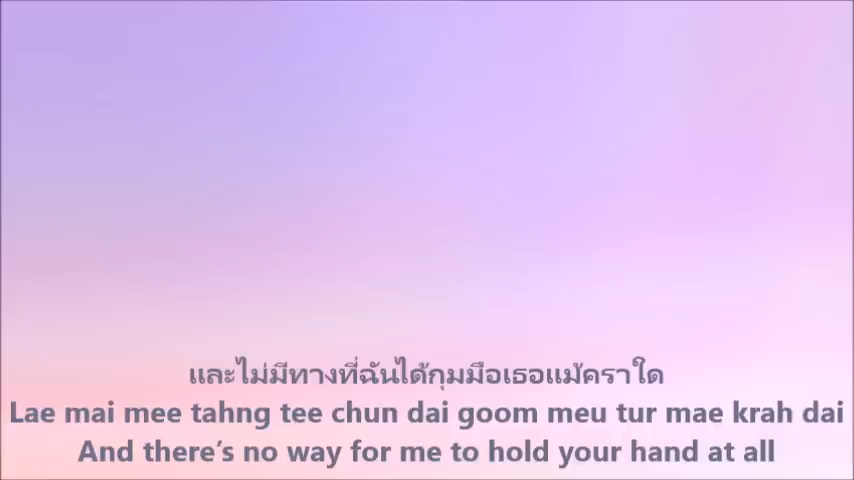 และไม่มีทางที่ฉันได้กุมมือเธอแม้คราใด
Lae mai mee tahng tee chun dai goom meu tur mae krah dai
And there’s no way for me to hold your hand at all